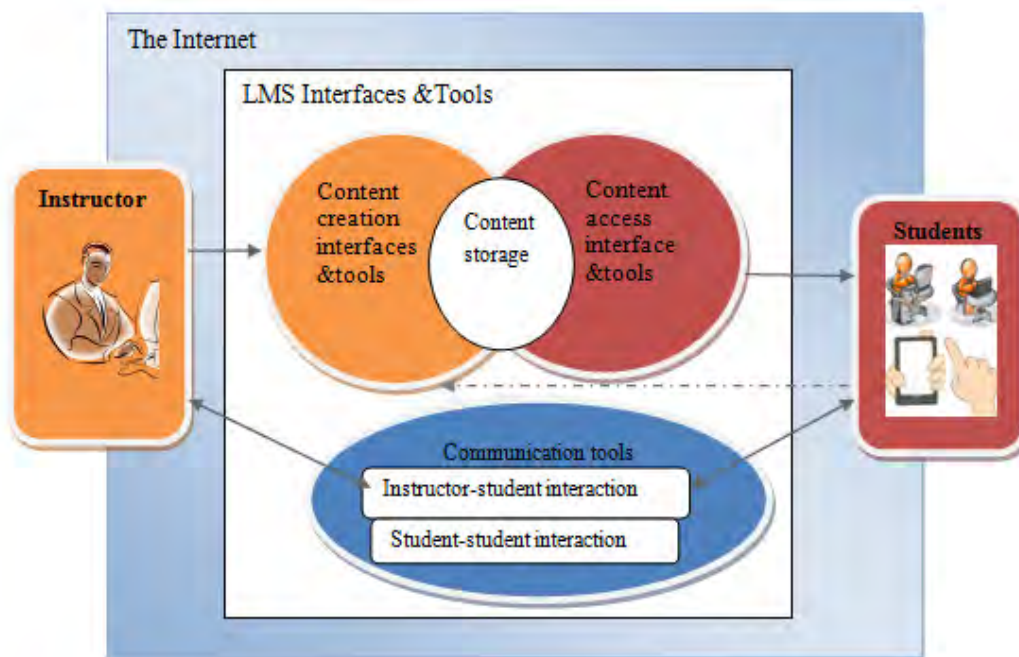 The Internet
LMS Interfaces &Tools
Instructor
Content
creation
interfaces
&tools
Content
storage
Content
access
interface
&tools
Students
Communication tools
Instructor-student interaction
Student-student interaction